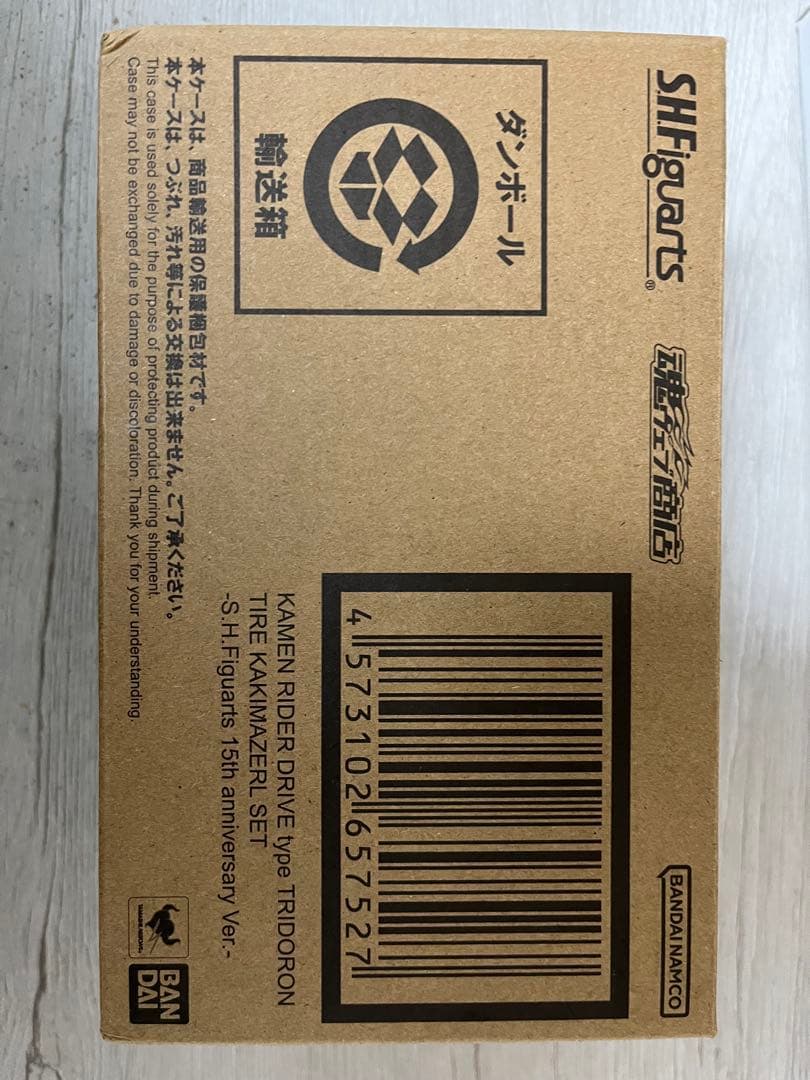 S.H.Figuarts®
魂ウェブ商店
BANDAI NAMCO
ダンボール
輸送箱
4 573102 657527
KAMEN RIDER DRIVE type TRIDORON
TIRE KAKIMAZERL SET
-S.H.Figuarts 15th anniversary Ver.-
本ケースは、商品輸送用の保護梱包材です。
本ケースは、つぶれ、汚れ等による交換は出来ません。ご了承ください。
This case is used solely for the purpose of protecting product during shipment.
Case may not be exchanged due to damage or discoloration. Thank you for your understanding.
BAN
DAI